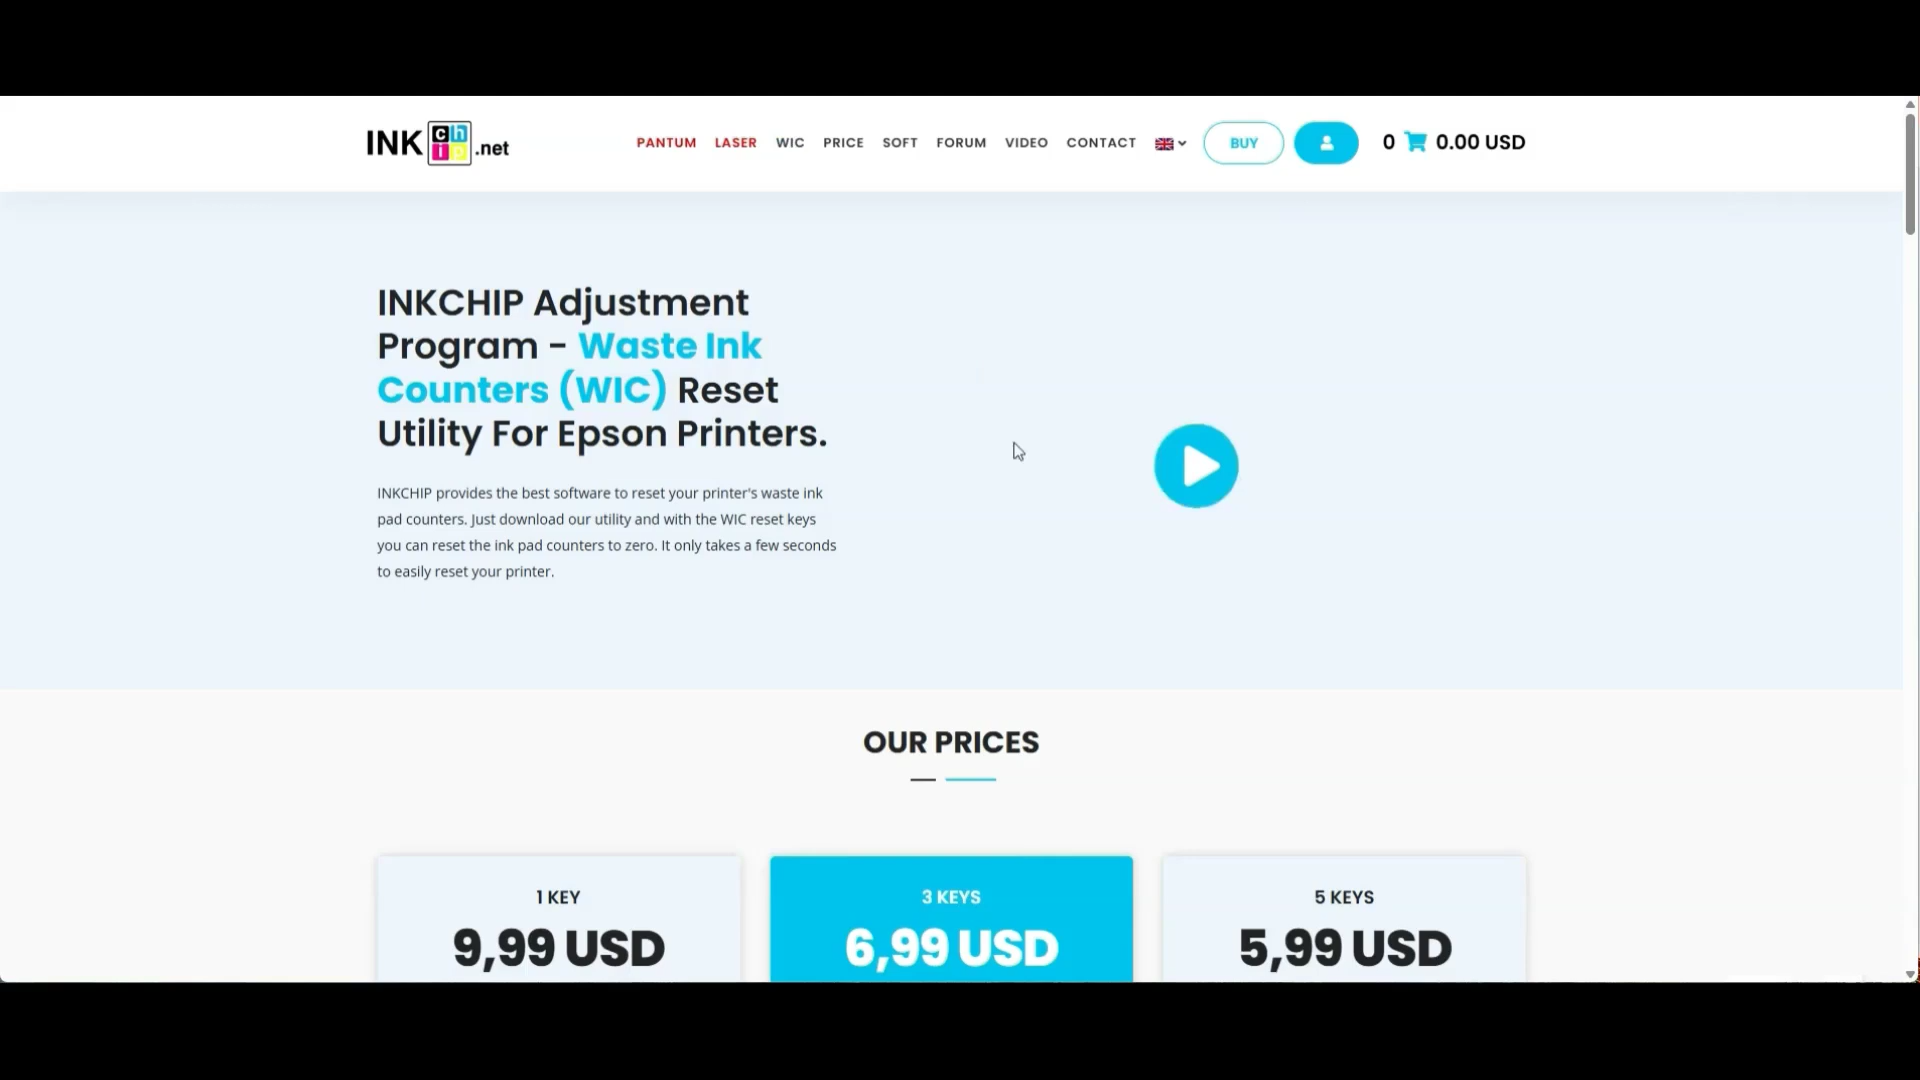 INK chip .net
PANTUM LASER WIC PRICE SOFT FORUM VIDEO CONTACT BUY 0 0.00 USD
INKCHIP Adjustment
Program - Waste Ink
Counters (WIC) Reset
Utility For Epson Printers.
INKCHIP provides the best software to reset your printer's waste ink
pad counters. Just download our utility and with the WIC reset keys
you can reset the ink pad counters to zero. It only takes a few seconds
to easily reset your printer.
OUR PRICES
1 KEY 3 KEYS 5 KEYS
9,99 USD 6,99 USD 5,99 USD